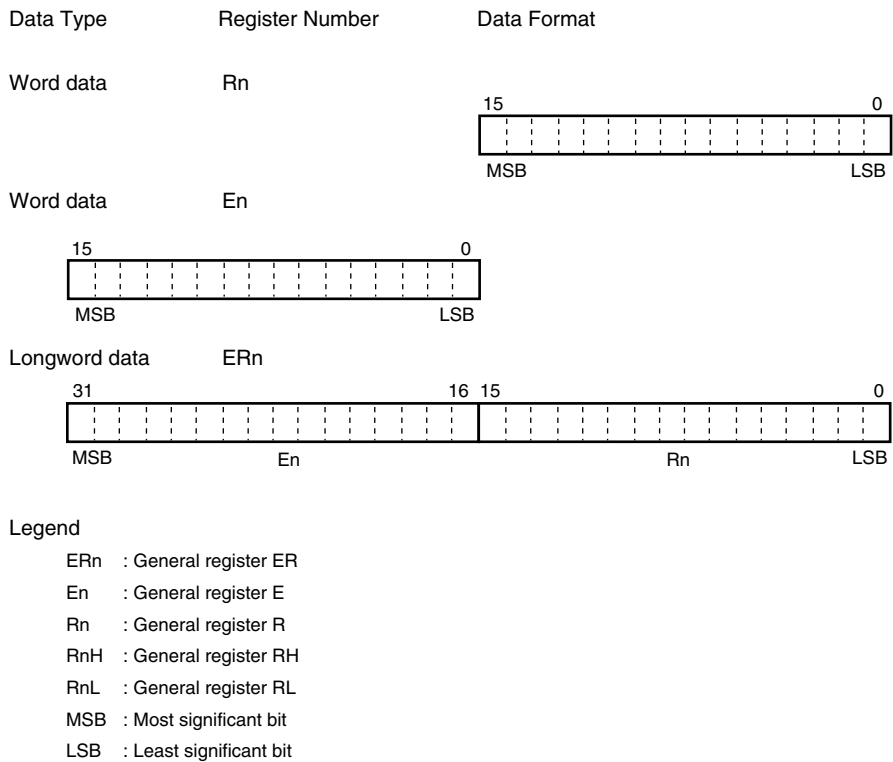 Data Type Register Number Data Format
Word data Rn
15 0
MSB LSB
Word data En
15 0
MSB LSB
Longword data ERn
31 16 15 0
MSB En Rn LSB
Legend
ERn : General register ER
En : General register E
Rn : General register R
RnH : General register RH
RnL : General register RL
MSB : Most significant bit
LSB : Least significant bit